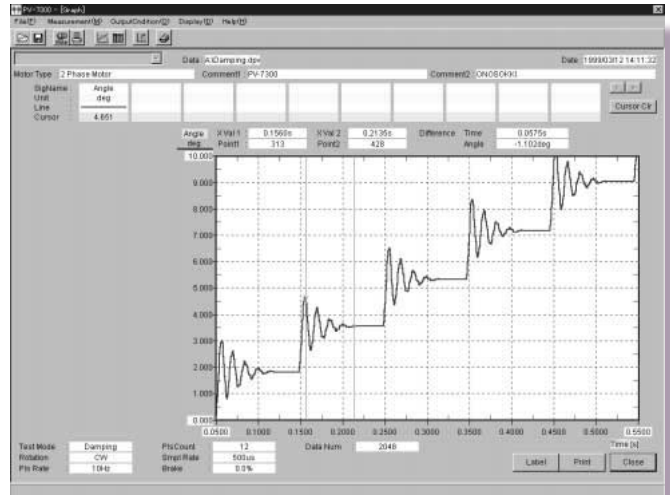 PV-7300 - [Graph]
File(F) Measurement(M) OutputCondition(O) Display(D) Help(H)
Data A:\Damping.dpv Date 1999/03/12 14:11:32
Motor Type 2 Phase Motor Comment1 PV-7300 Comment2 ONOSOKKI
SigName Angle
Unit deg
Line
Cursor 4.651
Cursor Clr
Angle XVal 1 0.1560s XVal 2 0.2135s Difference Time 0.0575s
deg Point1 313 Point2 428 Angle -1.102deg
10.000
9.000
8.000
7.000
6.000
5.000
4.000
3.000
2.000
1.000
0.000
0.0500 0.1000 0.1500 0.2000 0.2500 0.3000 0.3500 0.4000 0.4500 0.5000 0.5500
Time [s]
Test Mode Damping Pls Count 12 Data Num 2048
Rotation CW Smpl Rate 500us
Pls Rate 10Hz Brake 0.0%
Label Print Close